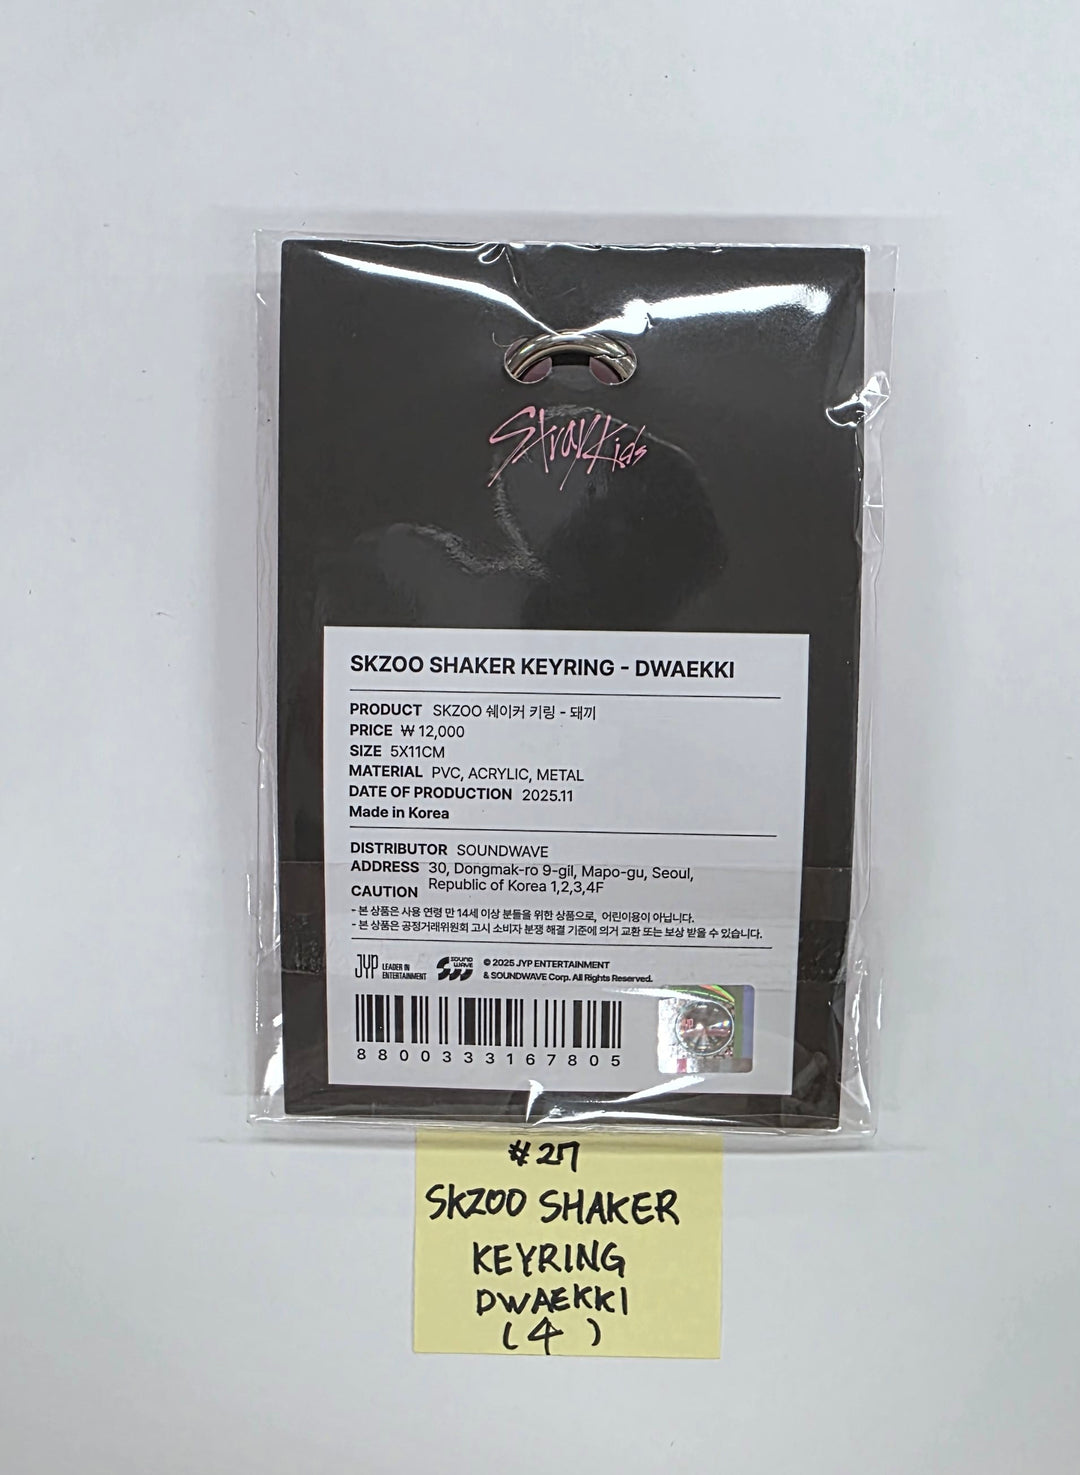 Stray Kids
SKZOO SHAKER KEYRING - DWAEKKI
PRODUCT SKZOO 쉐이커 키링 - 돼끼
PRICE ₩ 12,000
SIZE 5X11CM
MATERIAL PVC, ACRYLIC, METAL
DATE OF PRODUCTION 2025.11
Made in Korea
DISTRIBUTOR SOUNDWAVE
ADDRESS 30, Dongmak-ro 9-gil, Mapo-gu, Seoul,
Republic of Korea 1,2,3,4F
CAUTION
- 본 상품은 사용 연령 만 14세 이상 분들을 위한 상품으로, 어린이용이 아닙니다.
- 본 상품은 공정거래위원회 고시 소비자 분쟁 해결 기준에 의거 교환 또는 보상 받을 수 있습니다.
JYP LEADER IN
ENTERTAINMENT
SOUND
WAVE
© 2025 JYP ENTERTAINMENT
& SOUNDWAVE Corp. All Rights Reserved.
8800333167805
#27
SKZOO SHAKER
KEYRING
DWAEKKI
(4)